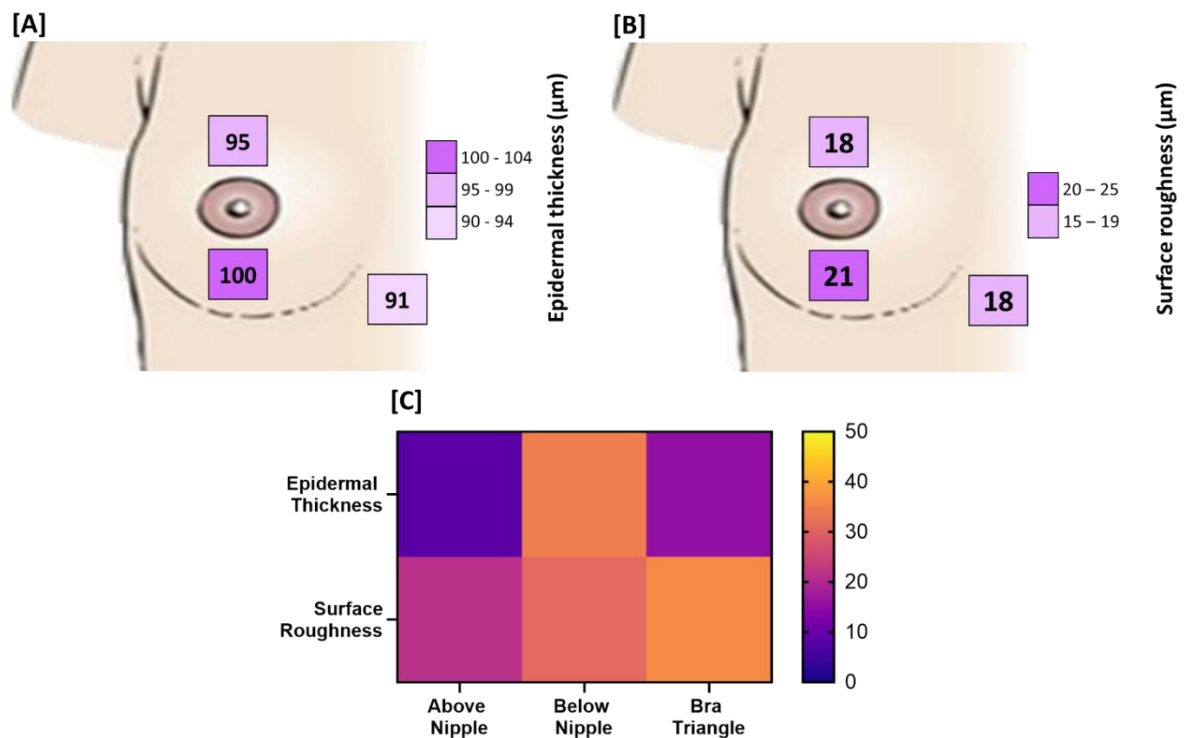 [A]
95
100
91
100 - 104
95 - 99
90 - 94
Epidermal thickness (µm)
[B]
18
21
18
20 – 25
15 – 19
Surface roughness (µm)
[C]
Epidermal
Thickness
Surface
Roughness
Above
Nipple
Below
Nipple
Bra
Triangle
50
40
30
20
10
0